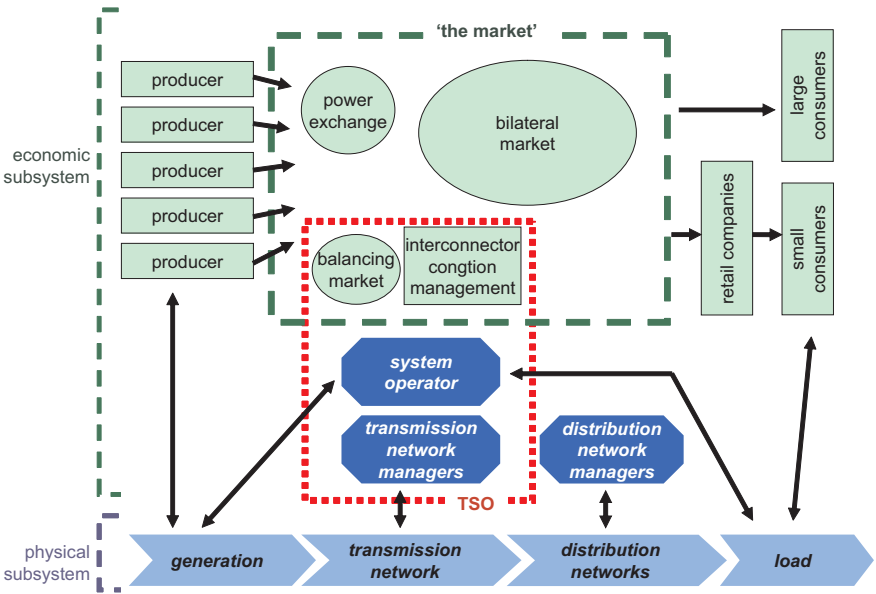 'the market'
producer
producer
producer
producer
producer
economic
subsystem
power
exchange
bilateral
market
balancing
market
interconnector
congtion
management
large
consumers
retail companies
small
consumers
system
operator
transmission
network
managers
distribution
network
managers
TSO
physical
subsystem
generation
transmission
network
distribution
networks
load